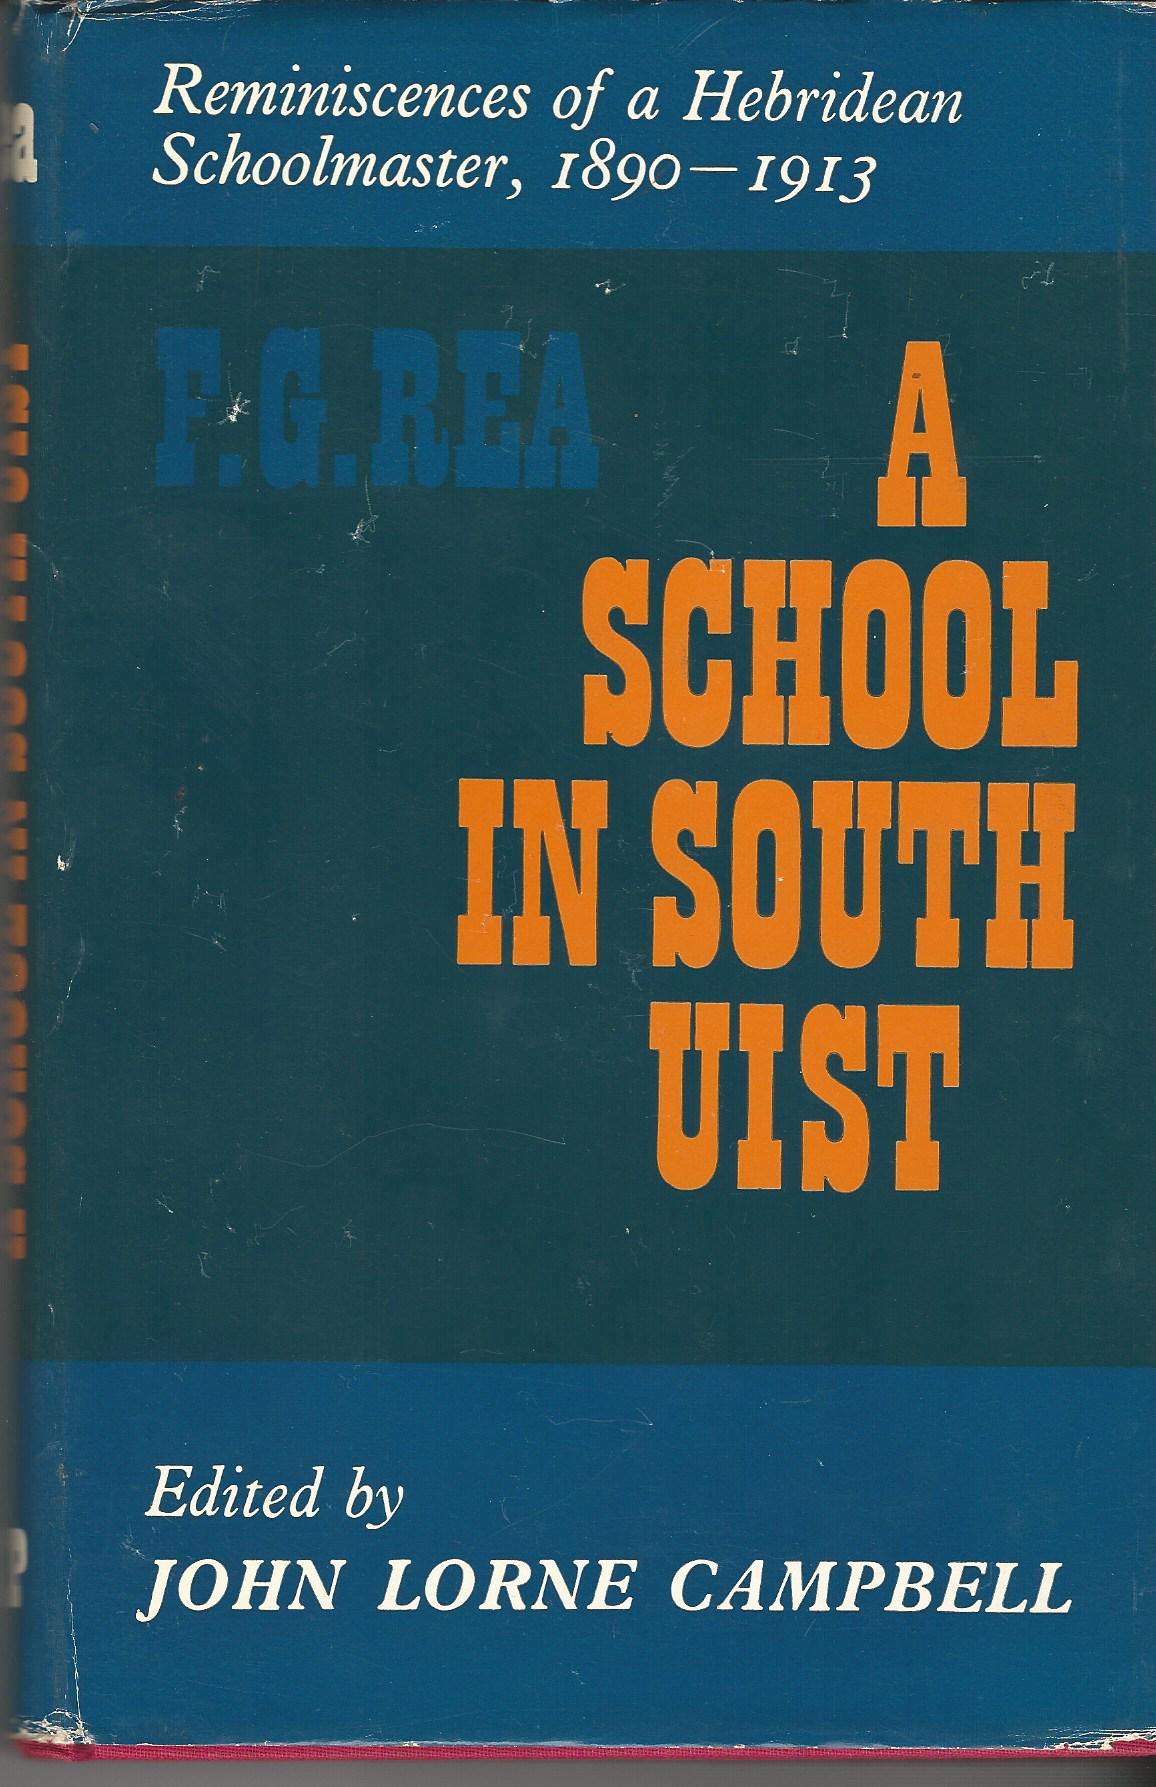 Reminiscences of a Hebridean
Schoolmaster, 1890—1913
F.G.REA
A
SCHOOL
IN SOUTH
UIST
Edited by
JOHN LORNE CAMPBELL